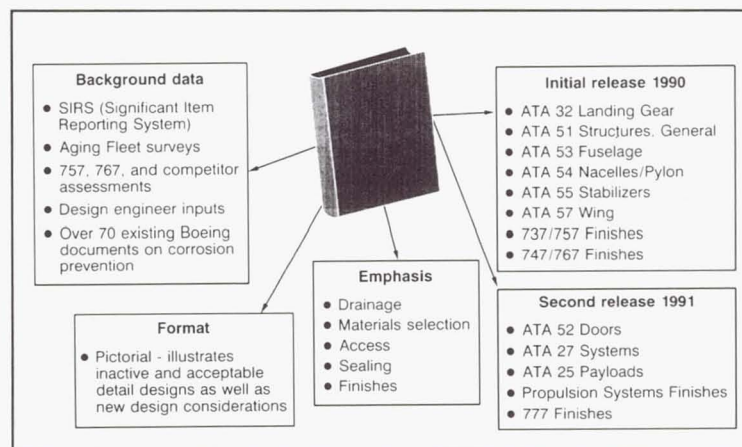 Background data
● SIRS (Significant Item
Reporting System)
● Aging Fleet surveys
● 757, 767, and competitor
assessments
● Design engineer inputs
● Over 70 existing Boeing
documents on corrosion
prevention
Format
● Pictorial - illustrates
inactive and acceptable
detail designs as well as
new design considerations
Emphasis
● Drainage
● Materials selection
● Access
● Sealing
● Finishes
Initial release 1990
● ATA 32 Landing Gear
● ATA 51 Structures. General
● ATA 53 Fuselage
● ATA 54 Nacelles/Pylon
● ATA 55 Stabilizers
● ATA 57 Wing
● 737/757 Finishes
● 747/767 Finishes
Second release 1991
● ATA 52 Doors
● ATA 27 Systems
● ATA 25 Payloads
● Propulsion Systems Finishes
● 777 Finishes